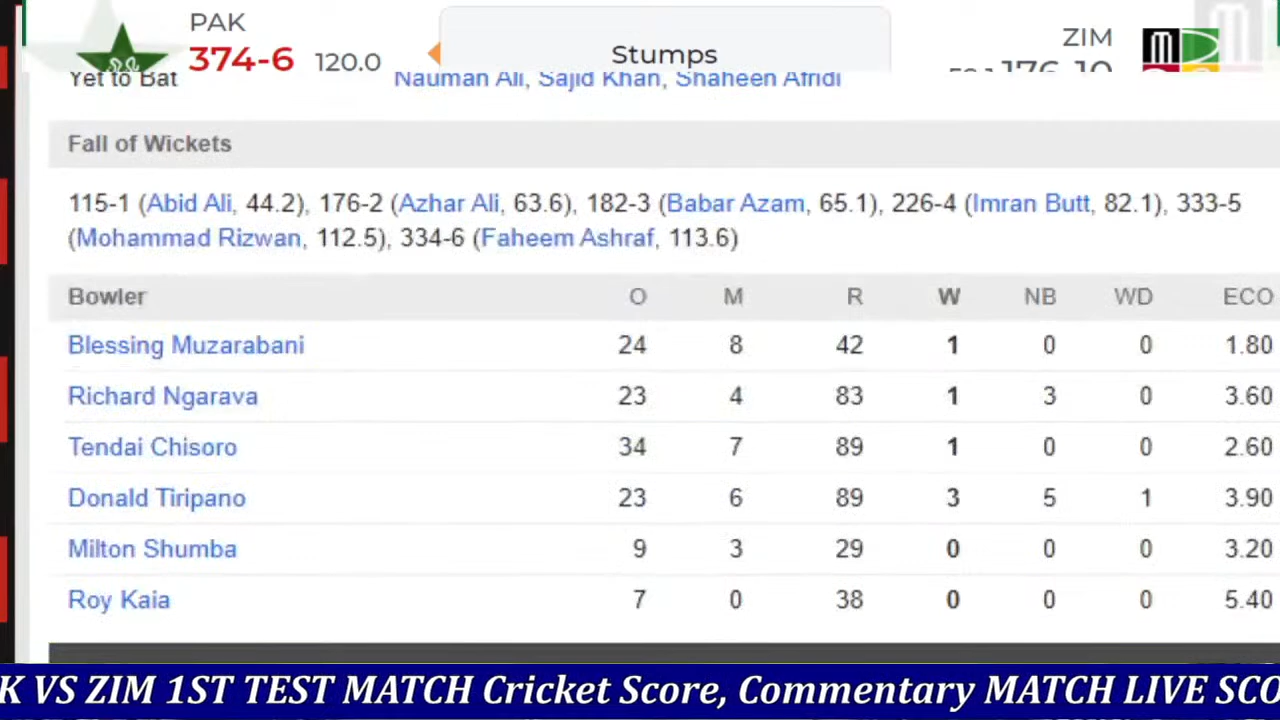 PAK
374-6 120.0
Stumps
ZIM
176-10
Yet to Bat Nauman Ali, Sajid Khan, Shaheen Afridi
Fall of Wickets
115-1 (Abid Ali, 44.2), 176-2 (Azhar Ali, 63.6), 182-3 (Babar Azam, 65.1), 226-4 (Imran Butt, 82.1), 333-5
(Mohammad Rizwan, 112.5), 334-6 (Faheem Ashraf, 113.6)
Bowler O M R W NB WD ECO
Blessing Muzarabani 24 8 42 1 0 0 1.80
Richard Ngarava 23 4 83 1 3 0 3.60
Tendai Chisoro 34 7 89 1 0 0 2.60
Donald Tiripano 23 6 89 3 5 1 3.90
Milton Shumba 9 3 29 0 0 0 3.20
Roy Kaia 7 0 38 0 0 0 5.40
K VS ZIM 1ST TEST MATCH Cricket Score, Commentary MATCH LIVE SCO